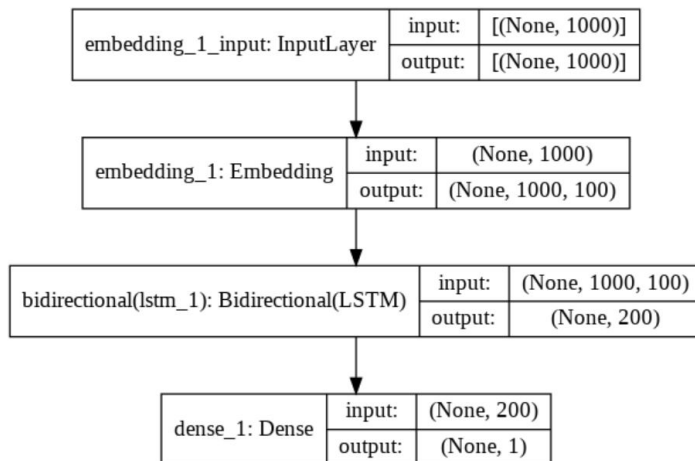 embedding_1_input: InputLayer
input: [(None, 1000)]
output: [(None, 1000)]
embedding_1: Embedding
input: (None, 1000)
output: (None, 1000, 100)
bidirectional(lstm_1): Bidirectional(LSTM)
input: (None, 1000, 100)
output: (None, 200)
dense_1: Dense
input: (None, 200)
output: (None, 1)